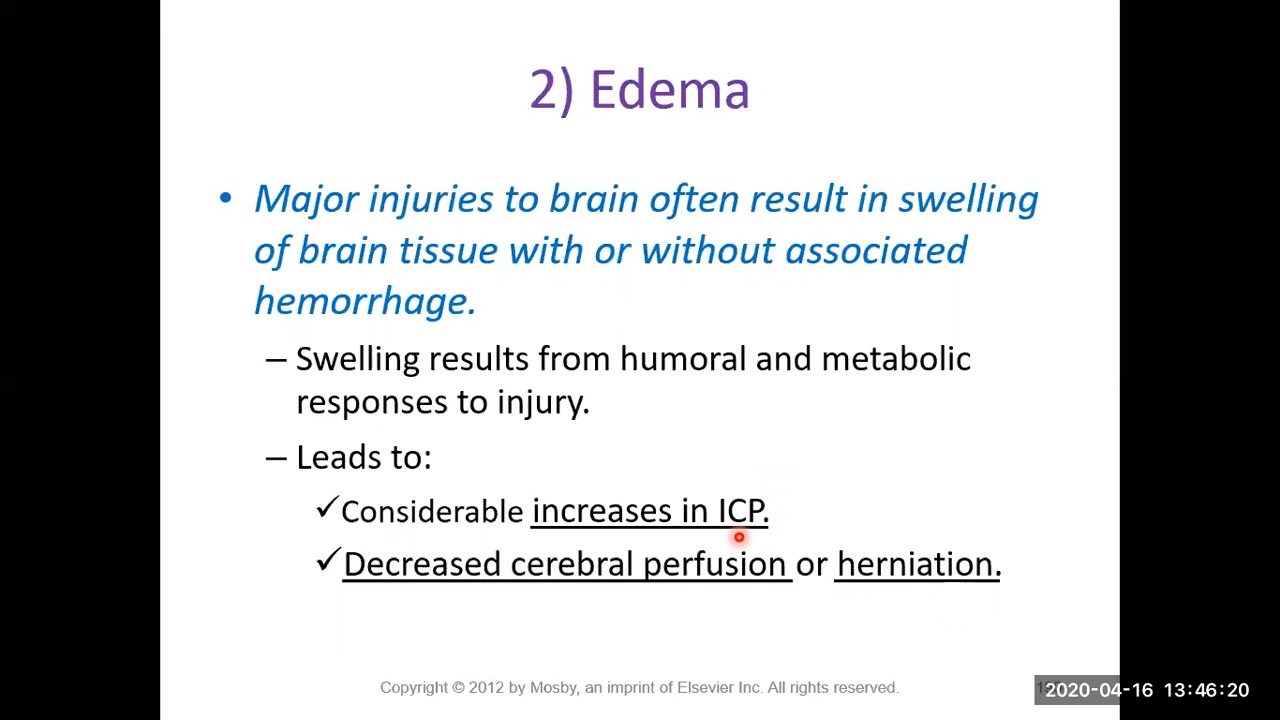 2) Edema
• Major injuries to brain often result in swelling
of brain tissue with or without associated
hemorrhage.
– Swelling results from humoral and metabolic
responses to injury.
– Leads to:
✓Considerable increases in ICP.
✓Decreased cerebral perfusion or herniation.
Copyright © 2012 by Mosby, an imprint of Elsevier Inc. All rights reserved.
2020-04-16 13:46:20